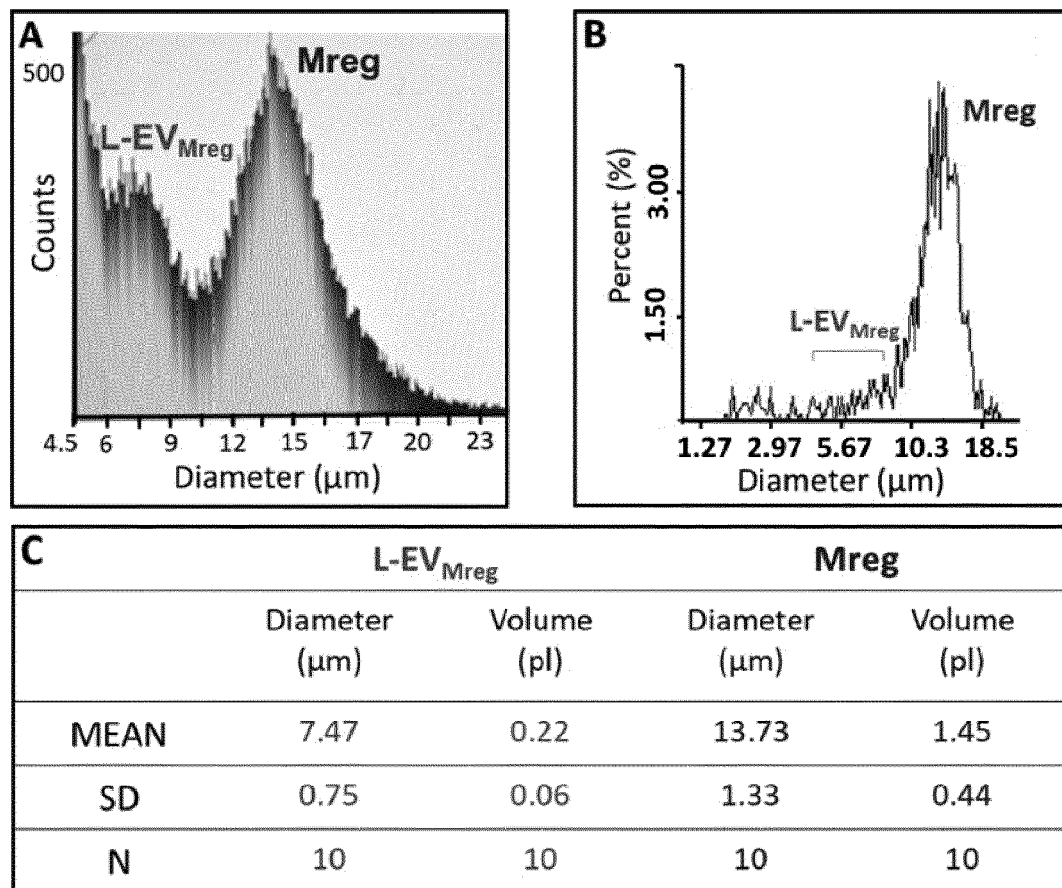 A
Mreg
500
L-EV_Mreg
Counts
4.5 6 9 12 15 17 20 23
Diameter (μm)
B
Mreg
Percent (%)
3.00
1.50
L-EV_Mreg
1.27 2.97 5.67 10.3 18.5
Diameter (μm)
C
L-EV_Mreg Mreg
Diameter Volume Diameter Volume
(μm) (pl) (μm) (pl)
MEAN 7.47 0.22 13.73 1.45
SD 0.75 0.06 1.33 0.44
N 10 10 10 10